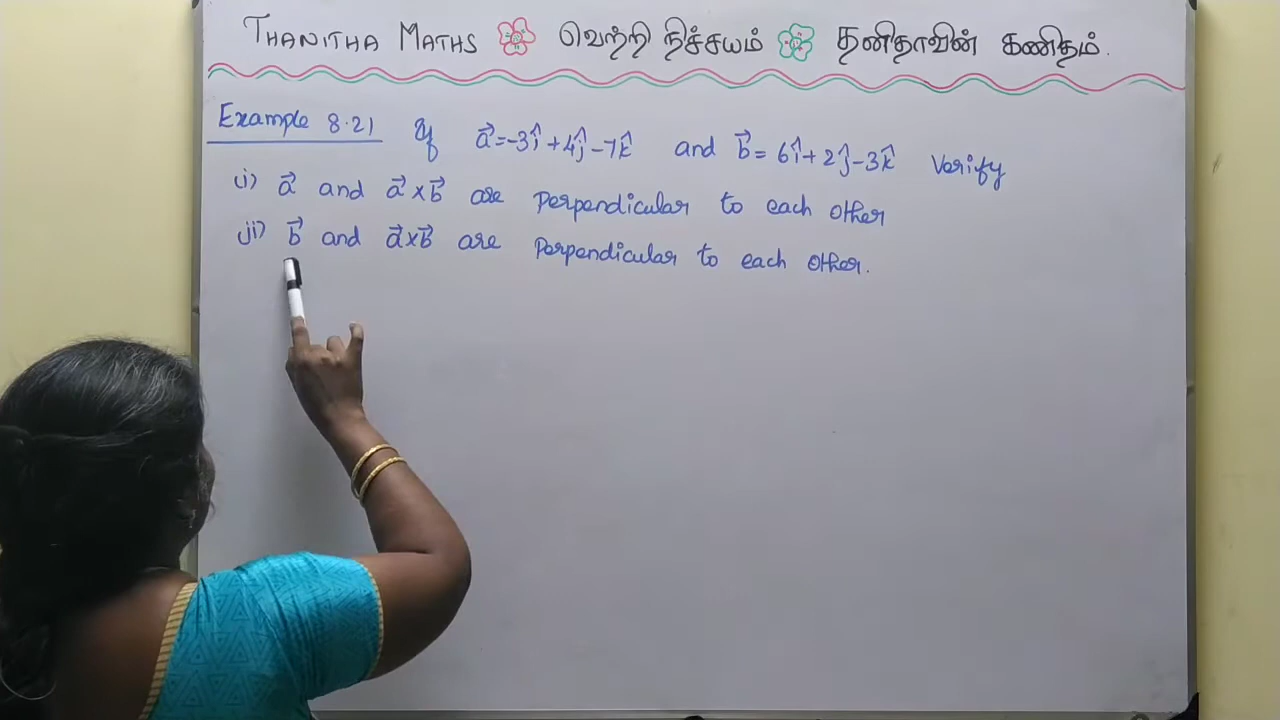 THANITHA MATHS வெற்றி நிச்சயம் தனிதாவின் கணிதம்.
Example 8.21 If a⃗ = -3î + 4ĵ - 7k̂ and b⃗ = 6î + 2ĵ - 3k̂ Verify
(i) a⃗ and a⃗ × b⃗ are Perpendicular to each other
(ii) b⃗ and a⃗ × b⃗ are Perpendicular to each other.